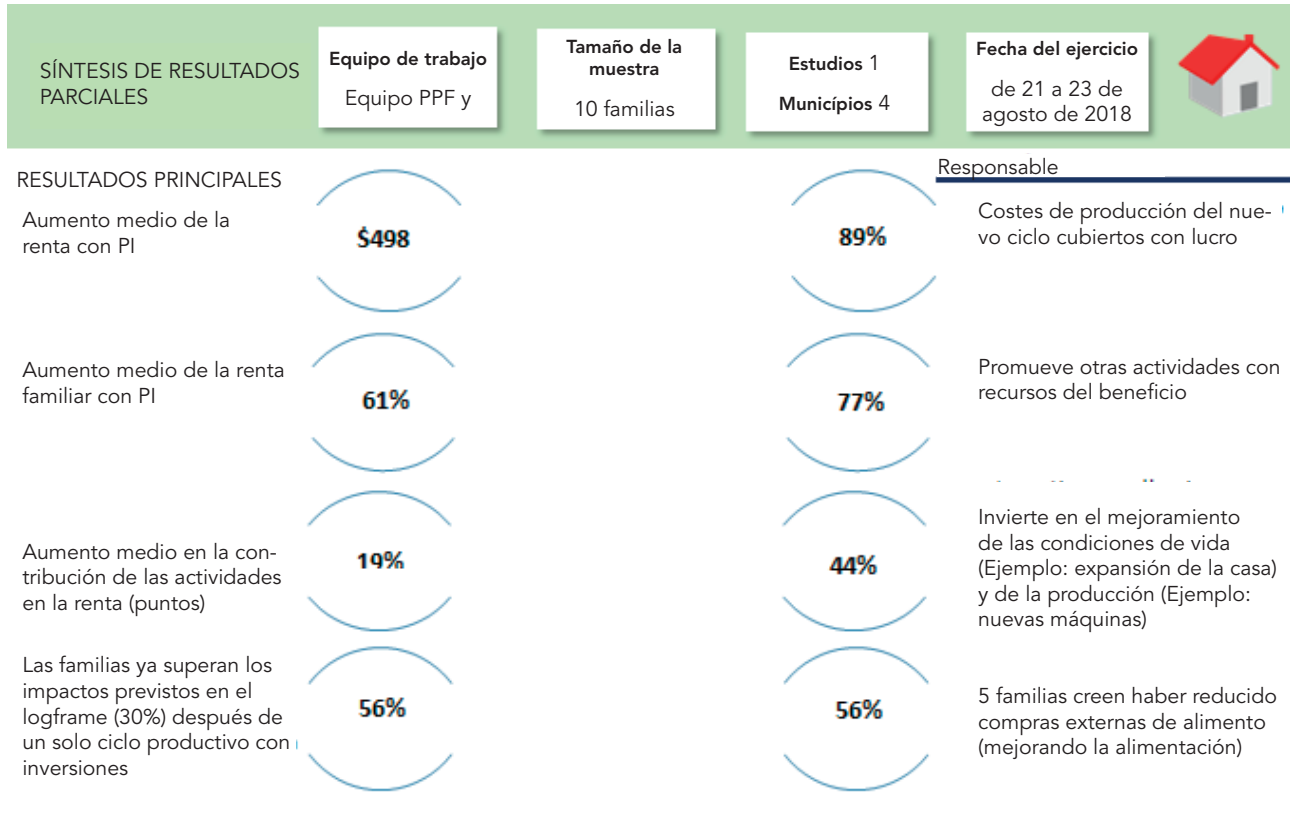 SÍNTESIS DE RESULTADOS
PARCIALES
Equipo de trabajo
Equipo PPF y
Tamaño de la
muestra
10 familias
Estudios 1
Municípios 4
Fecha del ejercicio
de 21 a 23 de
agosto de 2018
RESULTADOS PRINCIPALES
Responsable
Aumento medio de la
renta con PI
$498
89%
Costes de producción del nue-
vo ciclo cubiertos con lucro
Aumento medio de la renta
familiar con PI
61%
77%
Promueve otras actividades con
recursos del beneficio
Aumento medio en la con-
tribución de las actividades
en la renta (puntos)
19%
44%
Invierte en el mejoramiento
de las condiciones de vida
(Ejemplo: expansión de la casa)
y de la producción (Ejemplo:
nuevas máquinas)
Las familias ya superan los
impactos previstos en el
logframe (30%) después de
un solo ciclo productivo con
inversiones
56%
56%
5 familias creen haber reducido
compras externas de alimento
(mejorando la alimentación)